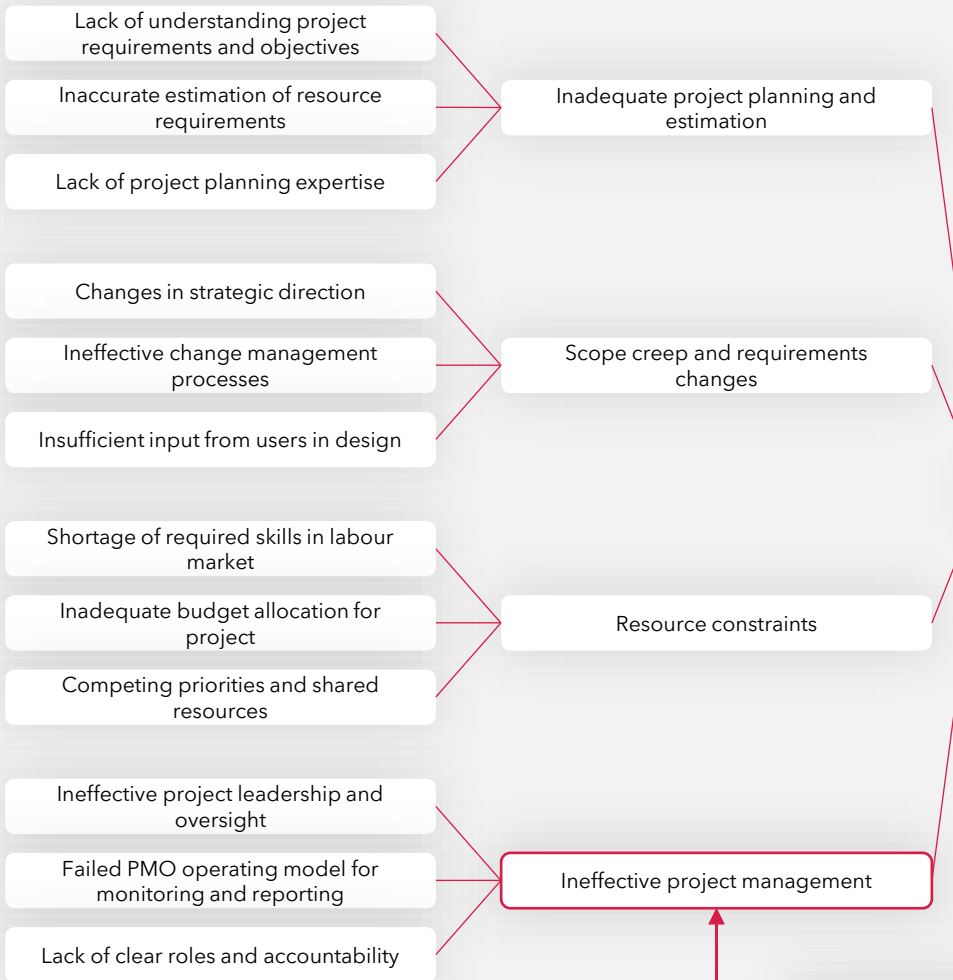 Lack of understanding project
requirements and objectives
Inaccurate estimation of resource
requirements
Lack of project planning expertise
Inadequate project planning and
estimation
Changes in strategic direction
Ineffective change management
processes
Insufficient input from users in design
Scope creep and requirements
changes
Shortage of required skills in labour
market
Inadequate budget allocation for
project
Competing priorities and shared
resources
Resource constraints
Ineffective project leadership and
oversight
Failed PMO operating model for
monitoring and reporting
Lack of clear roles and accountability
Ineffective project management